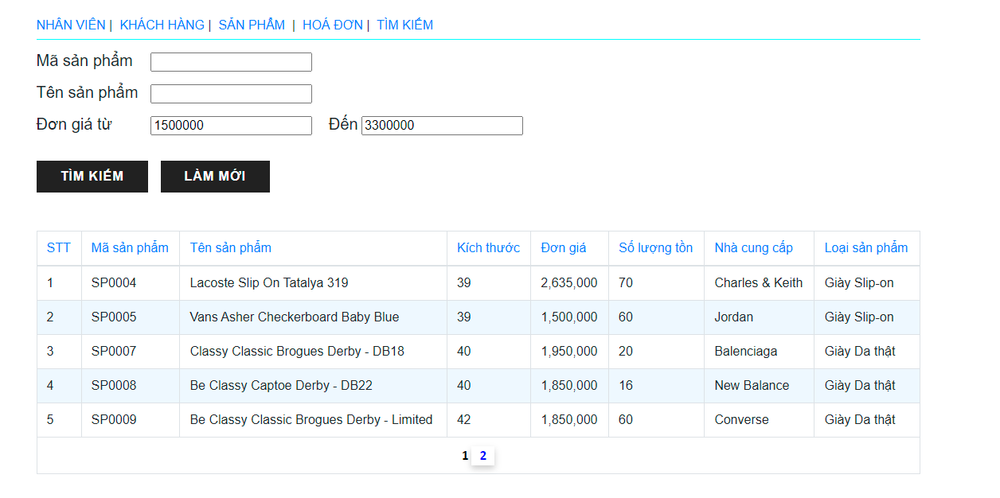 NHÂN VIÊN | KHÁCH HÀNG | SẢN PHẨM | HOÁ ĐƠN | TÌM KIẾM
Mã sản phẩm
Tên sản phẩm
Đơn giá từ 1500000 Đến 3300000
TÌM KIẾM LÀM MỚI
STT Mã sản phẩm Tên sản phẩm Kích thước Đơn giá Số lượng tồn Nhà cung cấp Loại sản phẩm
1 SP0004 Lacoste Slip On Tatalya 319 39 2,635,000 70 Charles & Keith Giày Slip-on
2 SP0005 Vans Asher Checkerboard Baby Blue 39 1,500,000 60 Jordan Giày Slip-on
3 SP0007 Classy Classic Brogues Derby - DB18 40 1,950,000 20 Balenciaga Giày Da thật
4 SP0008 Be Classy Captoe Derby - DB22 40 1,850,000 16 New Balance Giày Da thật
5 SP0009 Be Classy Classic Brogues Derby - Limited 42 1,850,000 60 Converse Giày Da thật
1 2